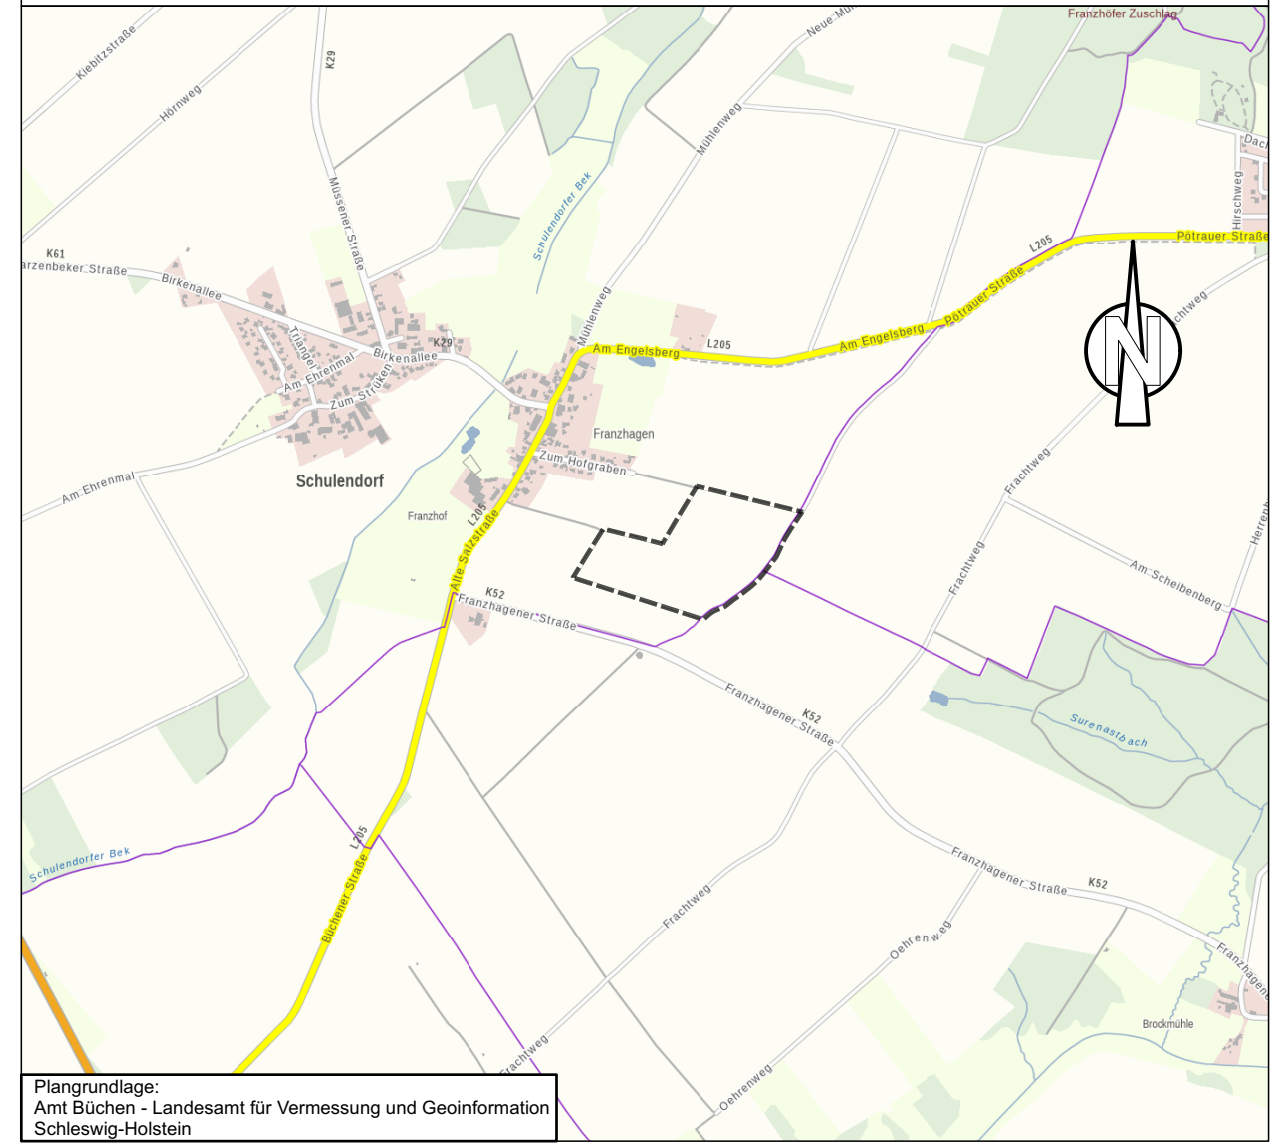 Franzhöfer Zuschlag
Klebitzstraße
K29
Neue
Hörnweg
Mühlenweg
Dach
Müssener Straße
Schulendorfer Bek
Hirschweg
K61
L205
Pötrauer Straße
arzenbeker Straße
Birkenallee
Pötrauer Straße
chtweg
Mühlenweg
N
Triangel
K29
L205
Am Engelsberg
Am Engelsberg
Birkenallee
Am Ehrenmal
Zum Strüken
Franzhagen
Zum Hofgraben
Frachtweg
Schulendorf
Am Ehrenmal
Franzhof
L205
Alte Salzstraße
Herrenh
Frachtweg
Am Scheibenberg
K52
Franzhagener Straße
Franzhagener Straße
K52
Surenastbach
L205
Schulendorfer Bek
Franzhagener Straße
K52
Büchener Straße
Frachtweg
Oehrenweg
Franzhagene
Brockmühle
Frachtweg
Oehrenweg
Plangrundlage:
Amt Büchen - Landesamt für Vermessung und Geoinformation
Schleswig-Holstein